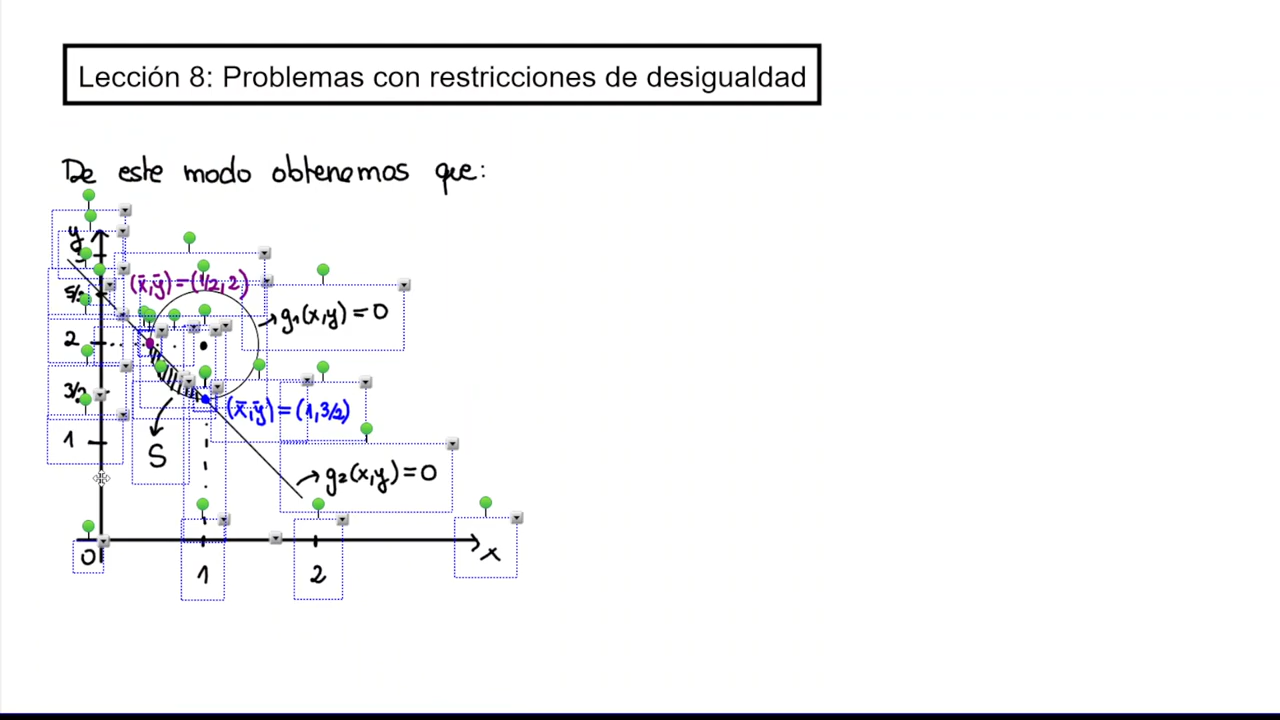 Lección 8: Problemas con restricciones de desigualdad
De este modo obtenemos que:
y
(x̄,ȳ)=(1/2,2)
5/2
→g₁(x,y)=0
2
3/2
(x̄,ȳ)=(1,3/2)
1
S
→g₂(x,y)=0
0
x
1
2